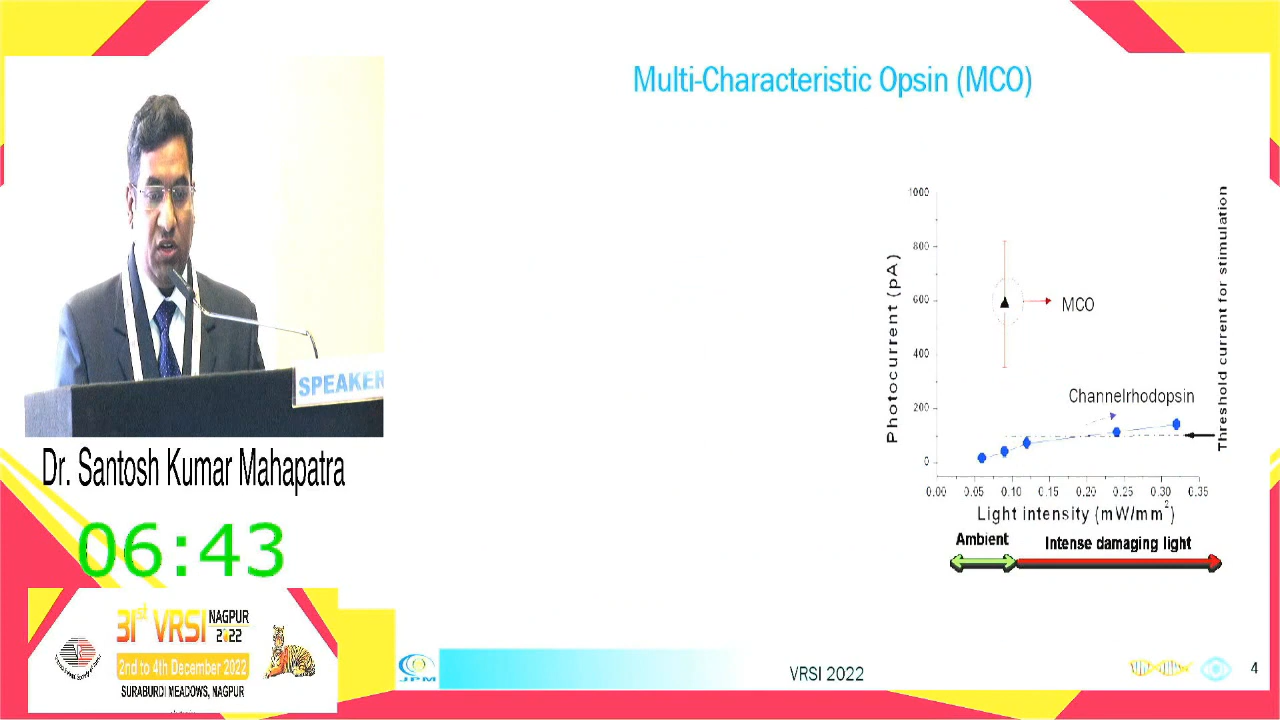 Multi-Characteristic Opsin (MCO)
SPEAKER
Dr. Santosh Kumar Mahapatra
06:43
31st VRSI NAGPUR 2022
2nd to 4th December 2022
SURABURDI MEADOWS, NAGPUR
Photocurrent (pA)
1000
800
600
400
200
0
MCO
Channelrhodopsin
Threshold current for stimulation
0.00 0.05 0.10 0.15 0.20 0.25 0.30 0.35
Light intensity (mW/mm2)
Ambient
Intense damaging light
JPM
VRSI 2022
4